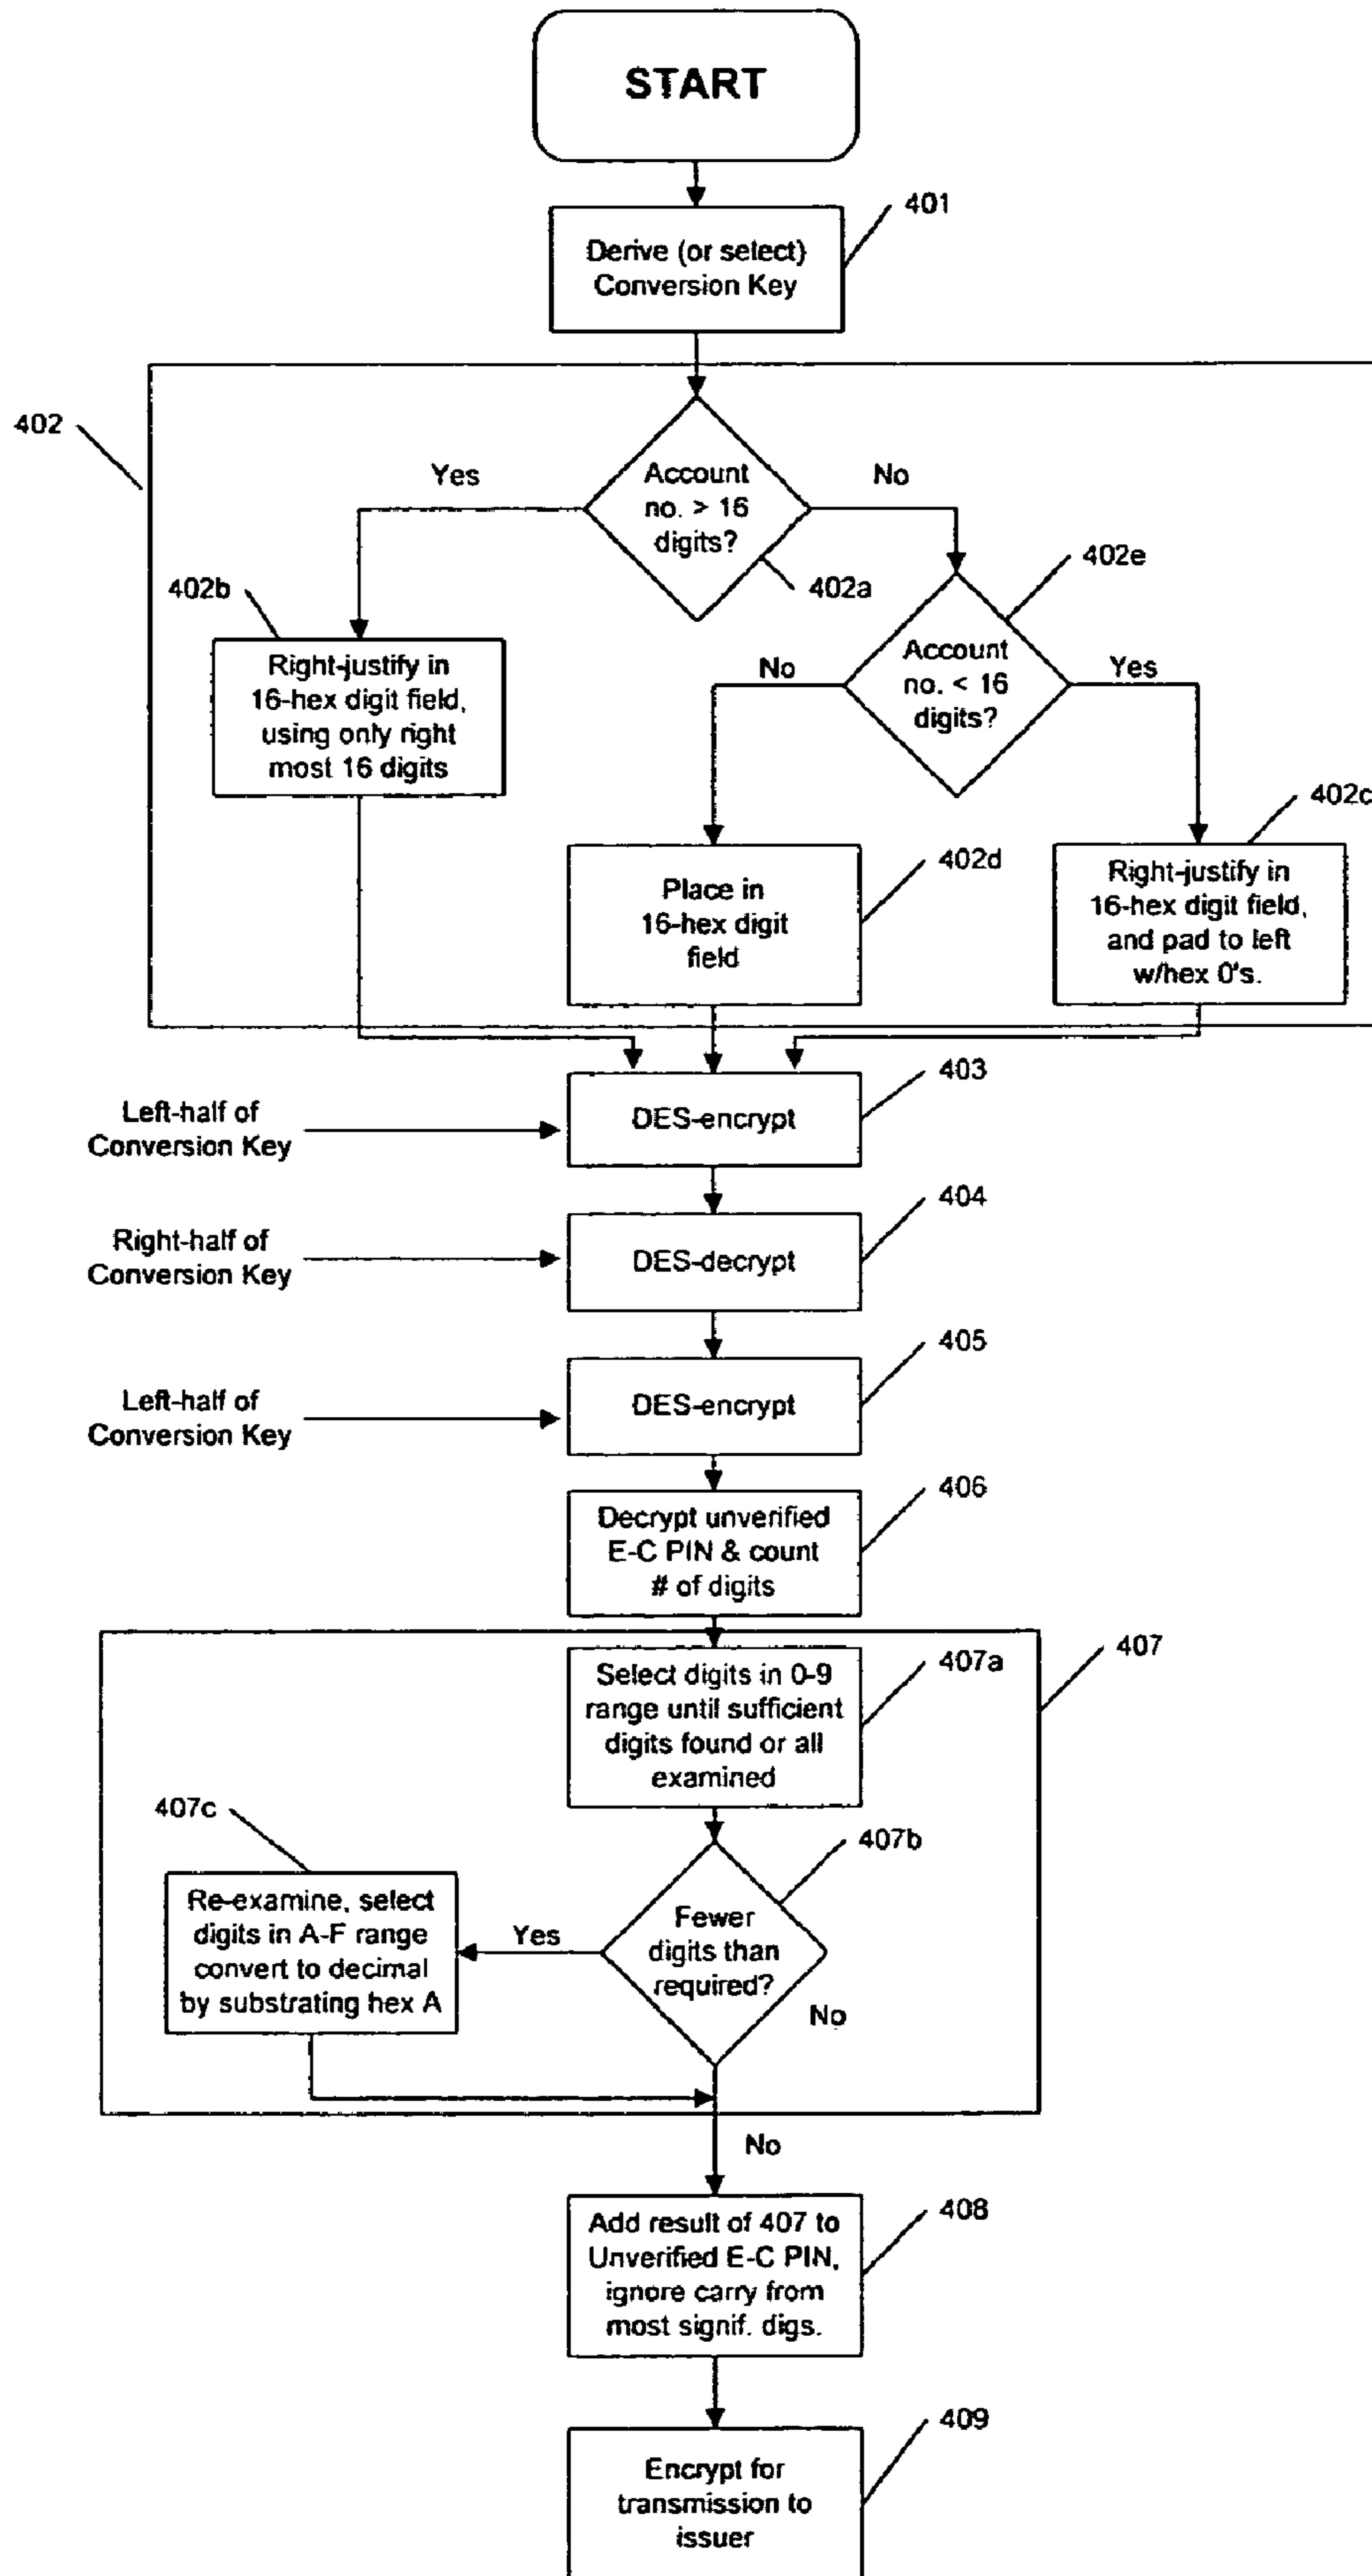 START
401
Derive (or select)
Conversion Key
402
Yes
Account
no. > 16
digits?
No
402a
402e
402b
Right-justify in
16-hex digit field,
using only right
most 16 digits
No
Account
no. < 16
digits?
Yes
402c
402d
Place in
16-hex digit
field
Right-justify in
16-hex digit field,
and pad to left
w/hex 0's.
403
Left-half of
Conversion Key
DES-encrypt
404
Right-half of
Conversion Key
DES-decrypt
405
Left-half of
Conversion Key
DES-encrypt
406
Decrypt unverified
E-C PIN & count
# of digits
407
407a
Select digits in 0-9
range until sufficient
digits found or all
examined
407c
407b
Re-examine, select
digits in A-F range
convert to decimal
by substrating hex A
Yes
Fewer
digits than
required?
No
No
408
Add result of 407 to
Unverified E-C PIN,
ignore carry from
most signif. digs.
409
Encrypt for
transmission to
issuer